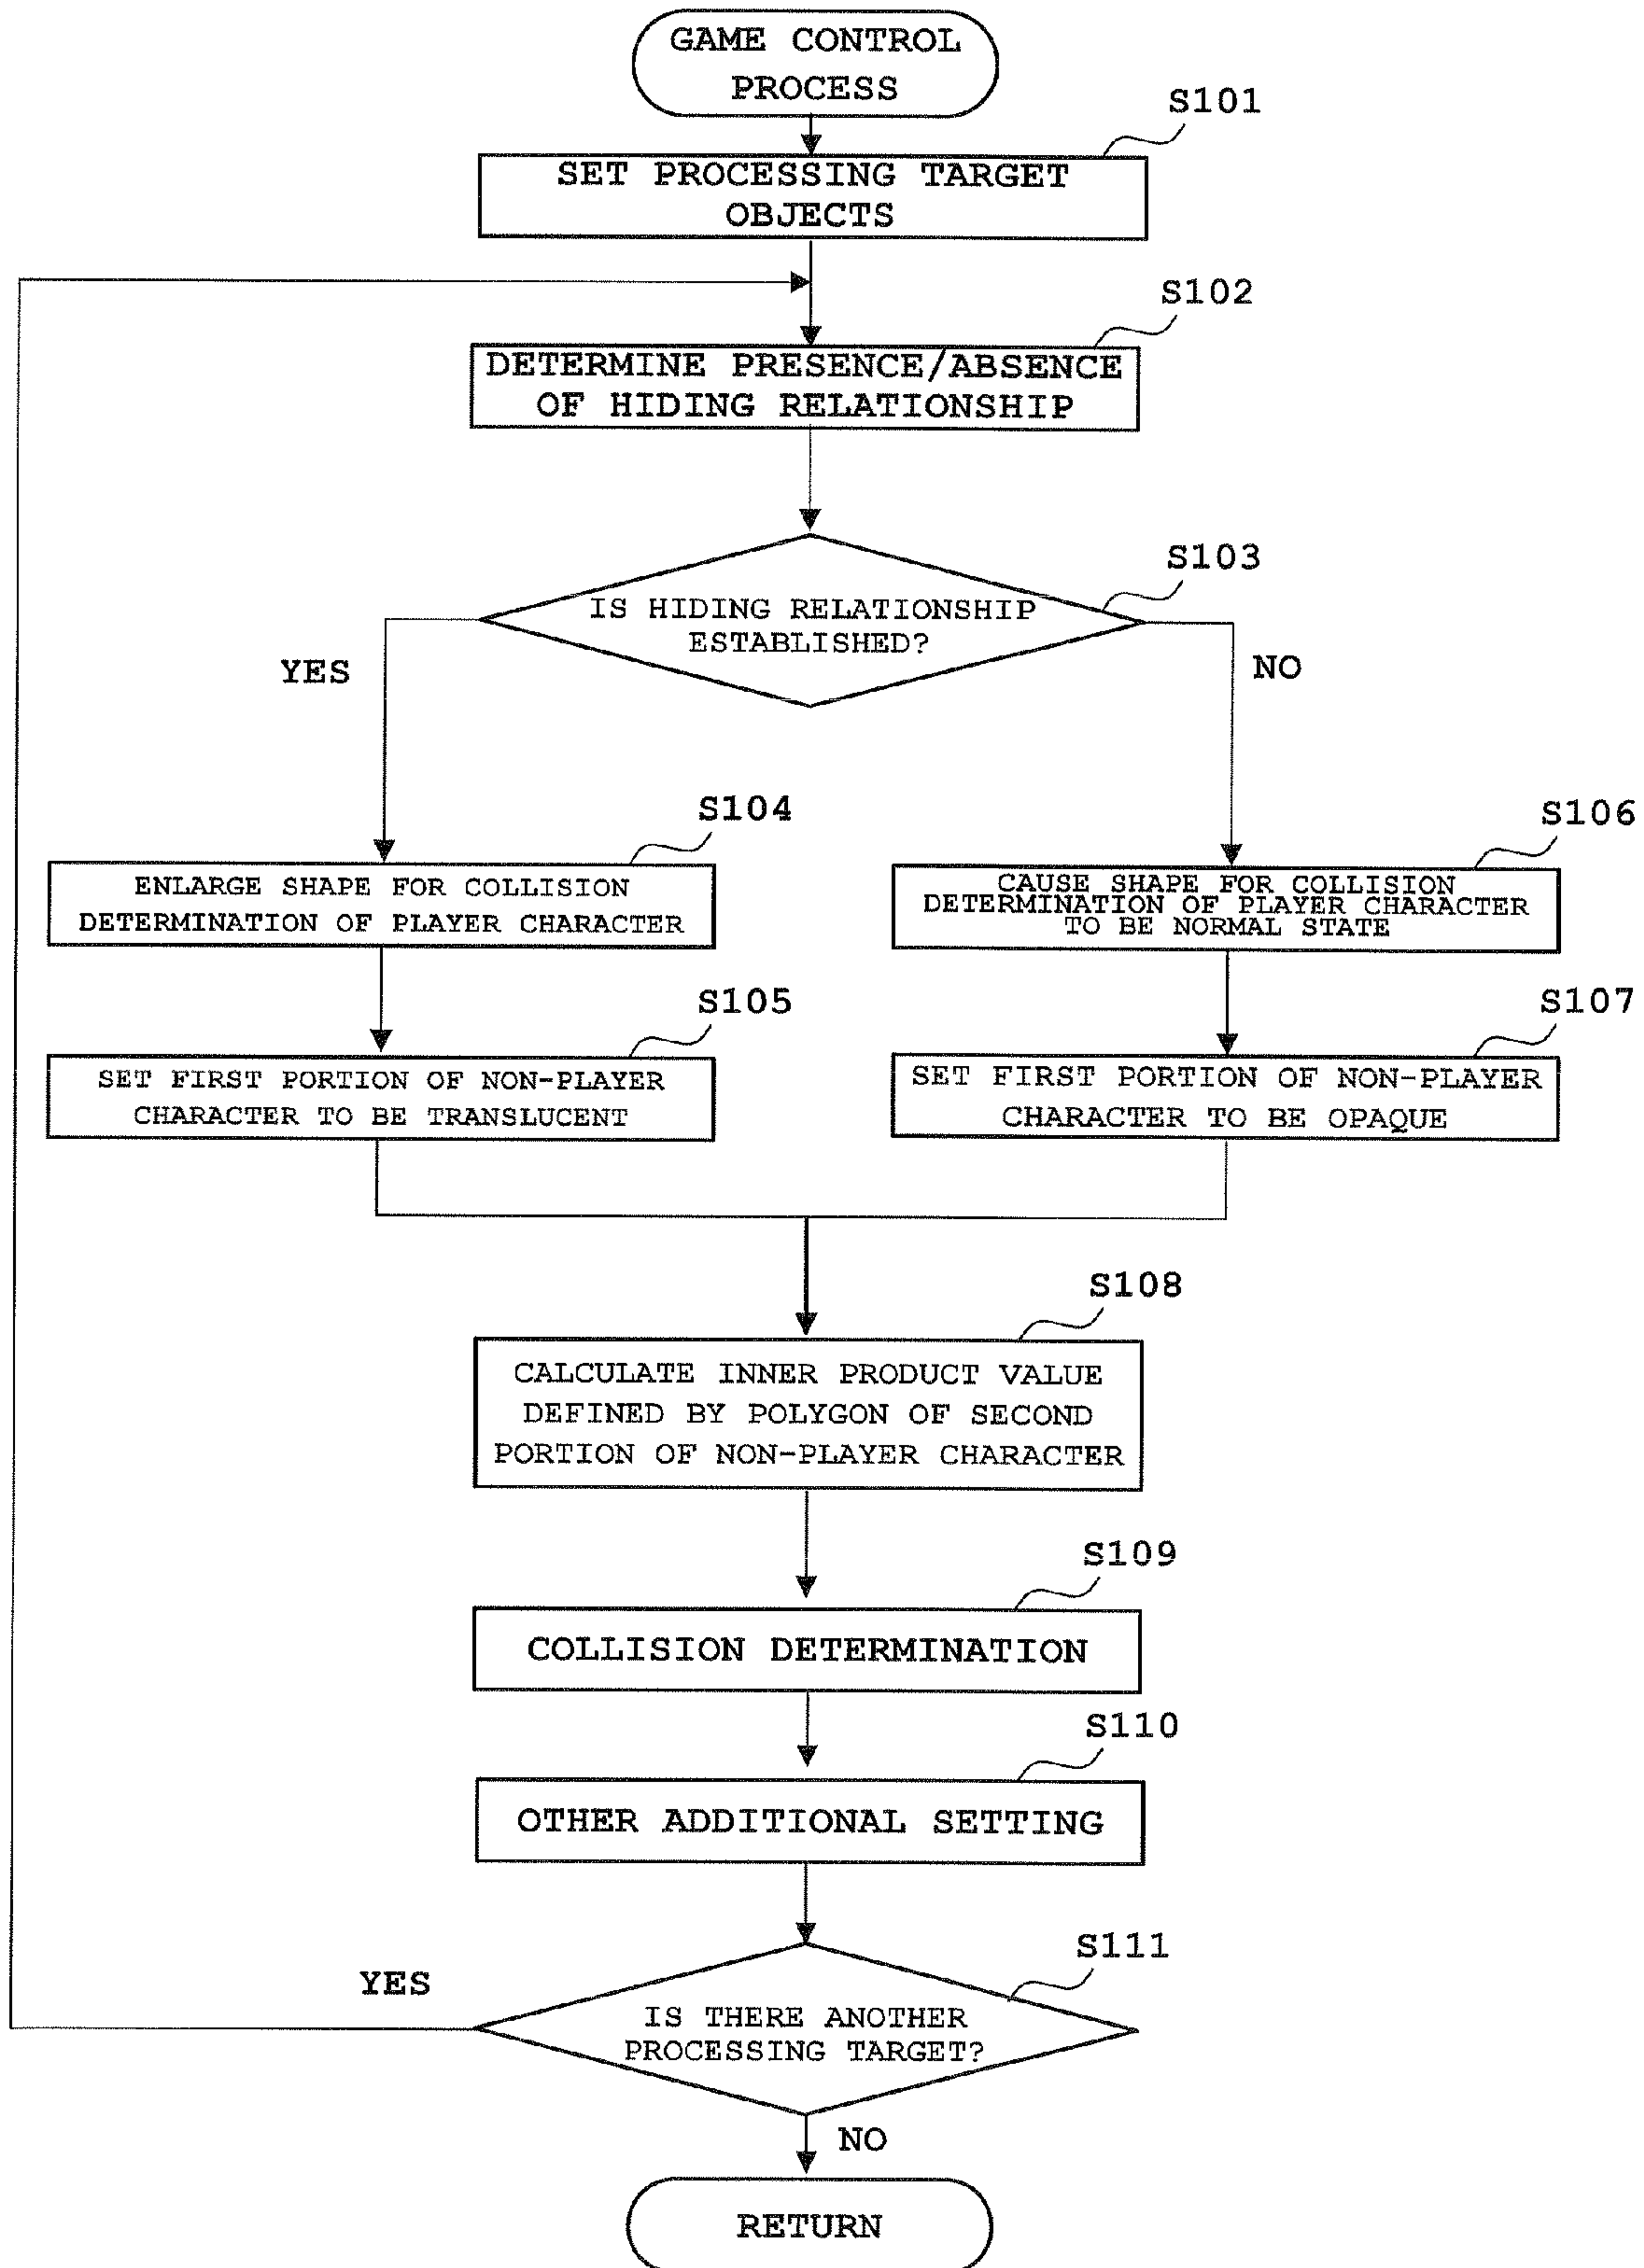 GAME CONTROL
PROCESS
S101
SET PROCESSING TARGET
OBJECTS
S102
DETERMINE PRESENCE/ABSENCE
OF HIDING RELATIONSHIP
S103
IS HIDING RELATIONSHIP
ESTABLISHED?
YES
NO
S104
ENLARGE SHAPE FOR COLLISION
DETERMINATION OF PLAYER CHARACTER
S106
CAUSE SHAPE FOR COLLISION
DETERMINATION OF PLAYER CHARACTER
TO BE NORMAL STATE
S105
SET FIRST PORTION OF NON-PLAYER
CHARACTER TO BE TRANSLUCENT
S107
SET FIRST PORTION OF NON-PLAYER
CHARACTER TO BE OPAQUE
S108
CALCULATE INNER PRODUCT VALUE
DEFINED BY POLYGON OF SECOND
PORTION OF NON-PLAYER CHARACTER
S109
COLLISION DETERMINATION
S110
OTHER ADDITIONAL SETTING
S111
IS THERE ANOTHER
PROCESSING TARGET?
YES
NO
RETURN